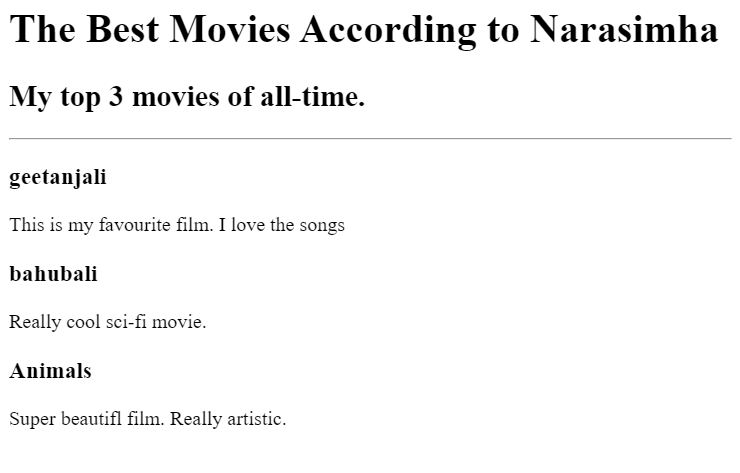 The Best Movies According to Narasimha
My top 3 movies of all-time.
geetanjali
This is my favourite film. I love the songs
bahubali
Really cool sci-fi movie.
Animals
Super beautifl film. Really artistic.